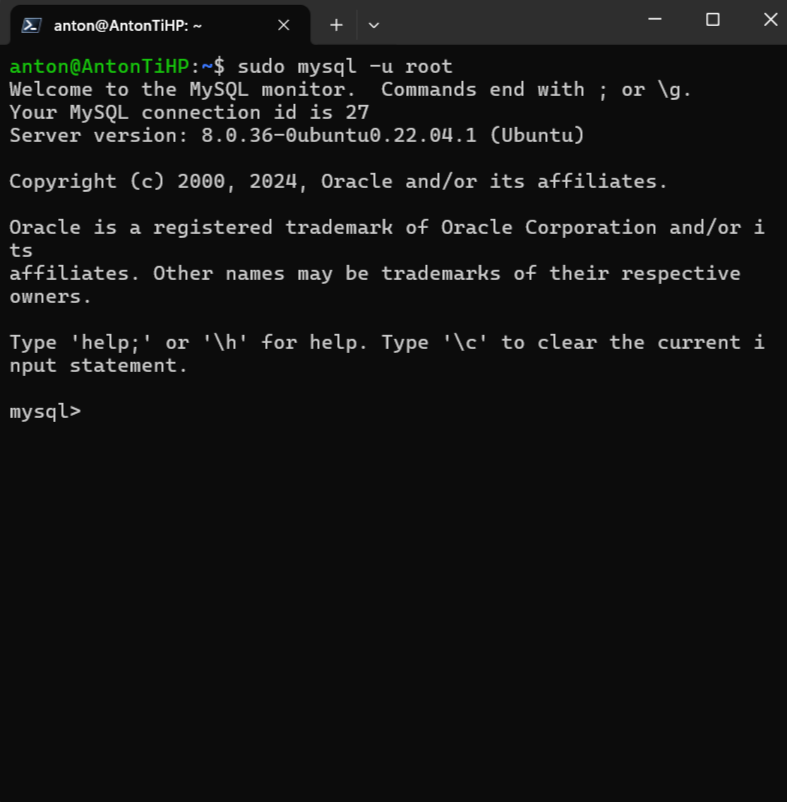 anton@AntonTiHP: ~
anton@AntonTiHP:~$ sudo mysql -u root
Welcome to the MySQL monitor.  Commands end with ; or \g.
Your MySQL connection id is 27
Server version: 8.0.36-0ubuntu0.22.04.1 (Ubuntu)
Copyright (c) 2000, 2024, Oracle and/or its affiliates.
Oracle is a registered trademark of Oracle Corporation and/or i
ts
affiliates. Other names may be trademarks of their respective
owners.
Type 'help;' or '\h' for help. Type '\c' to clear the current i
nput statement.
mysql>